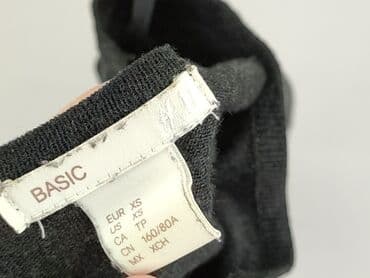 BASIC
EUR XS
US XS
CA TP
CN 160/80A
MX XCH